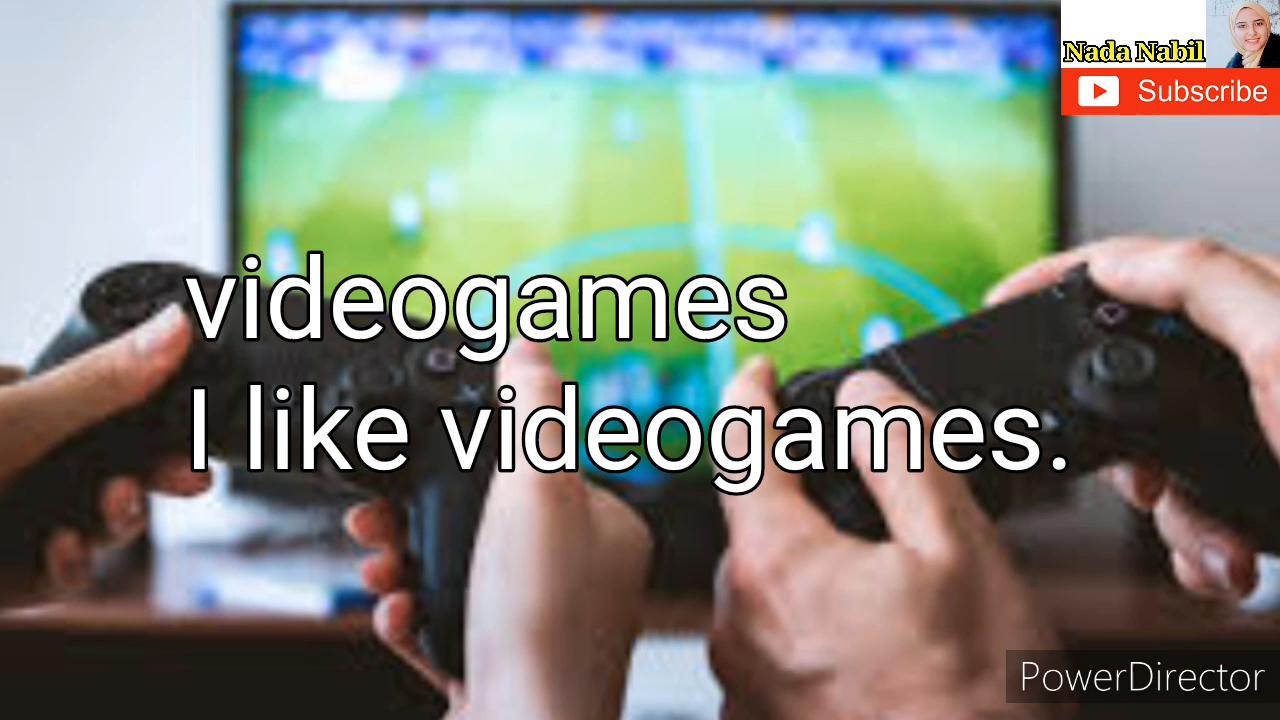 Nada Nabil
Subscribe
videogames
I like videogames.
PowerDirector